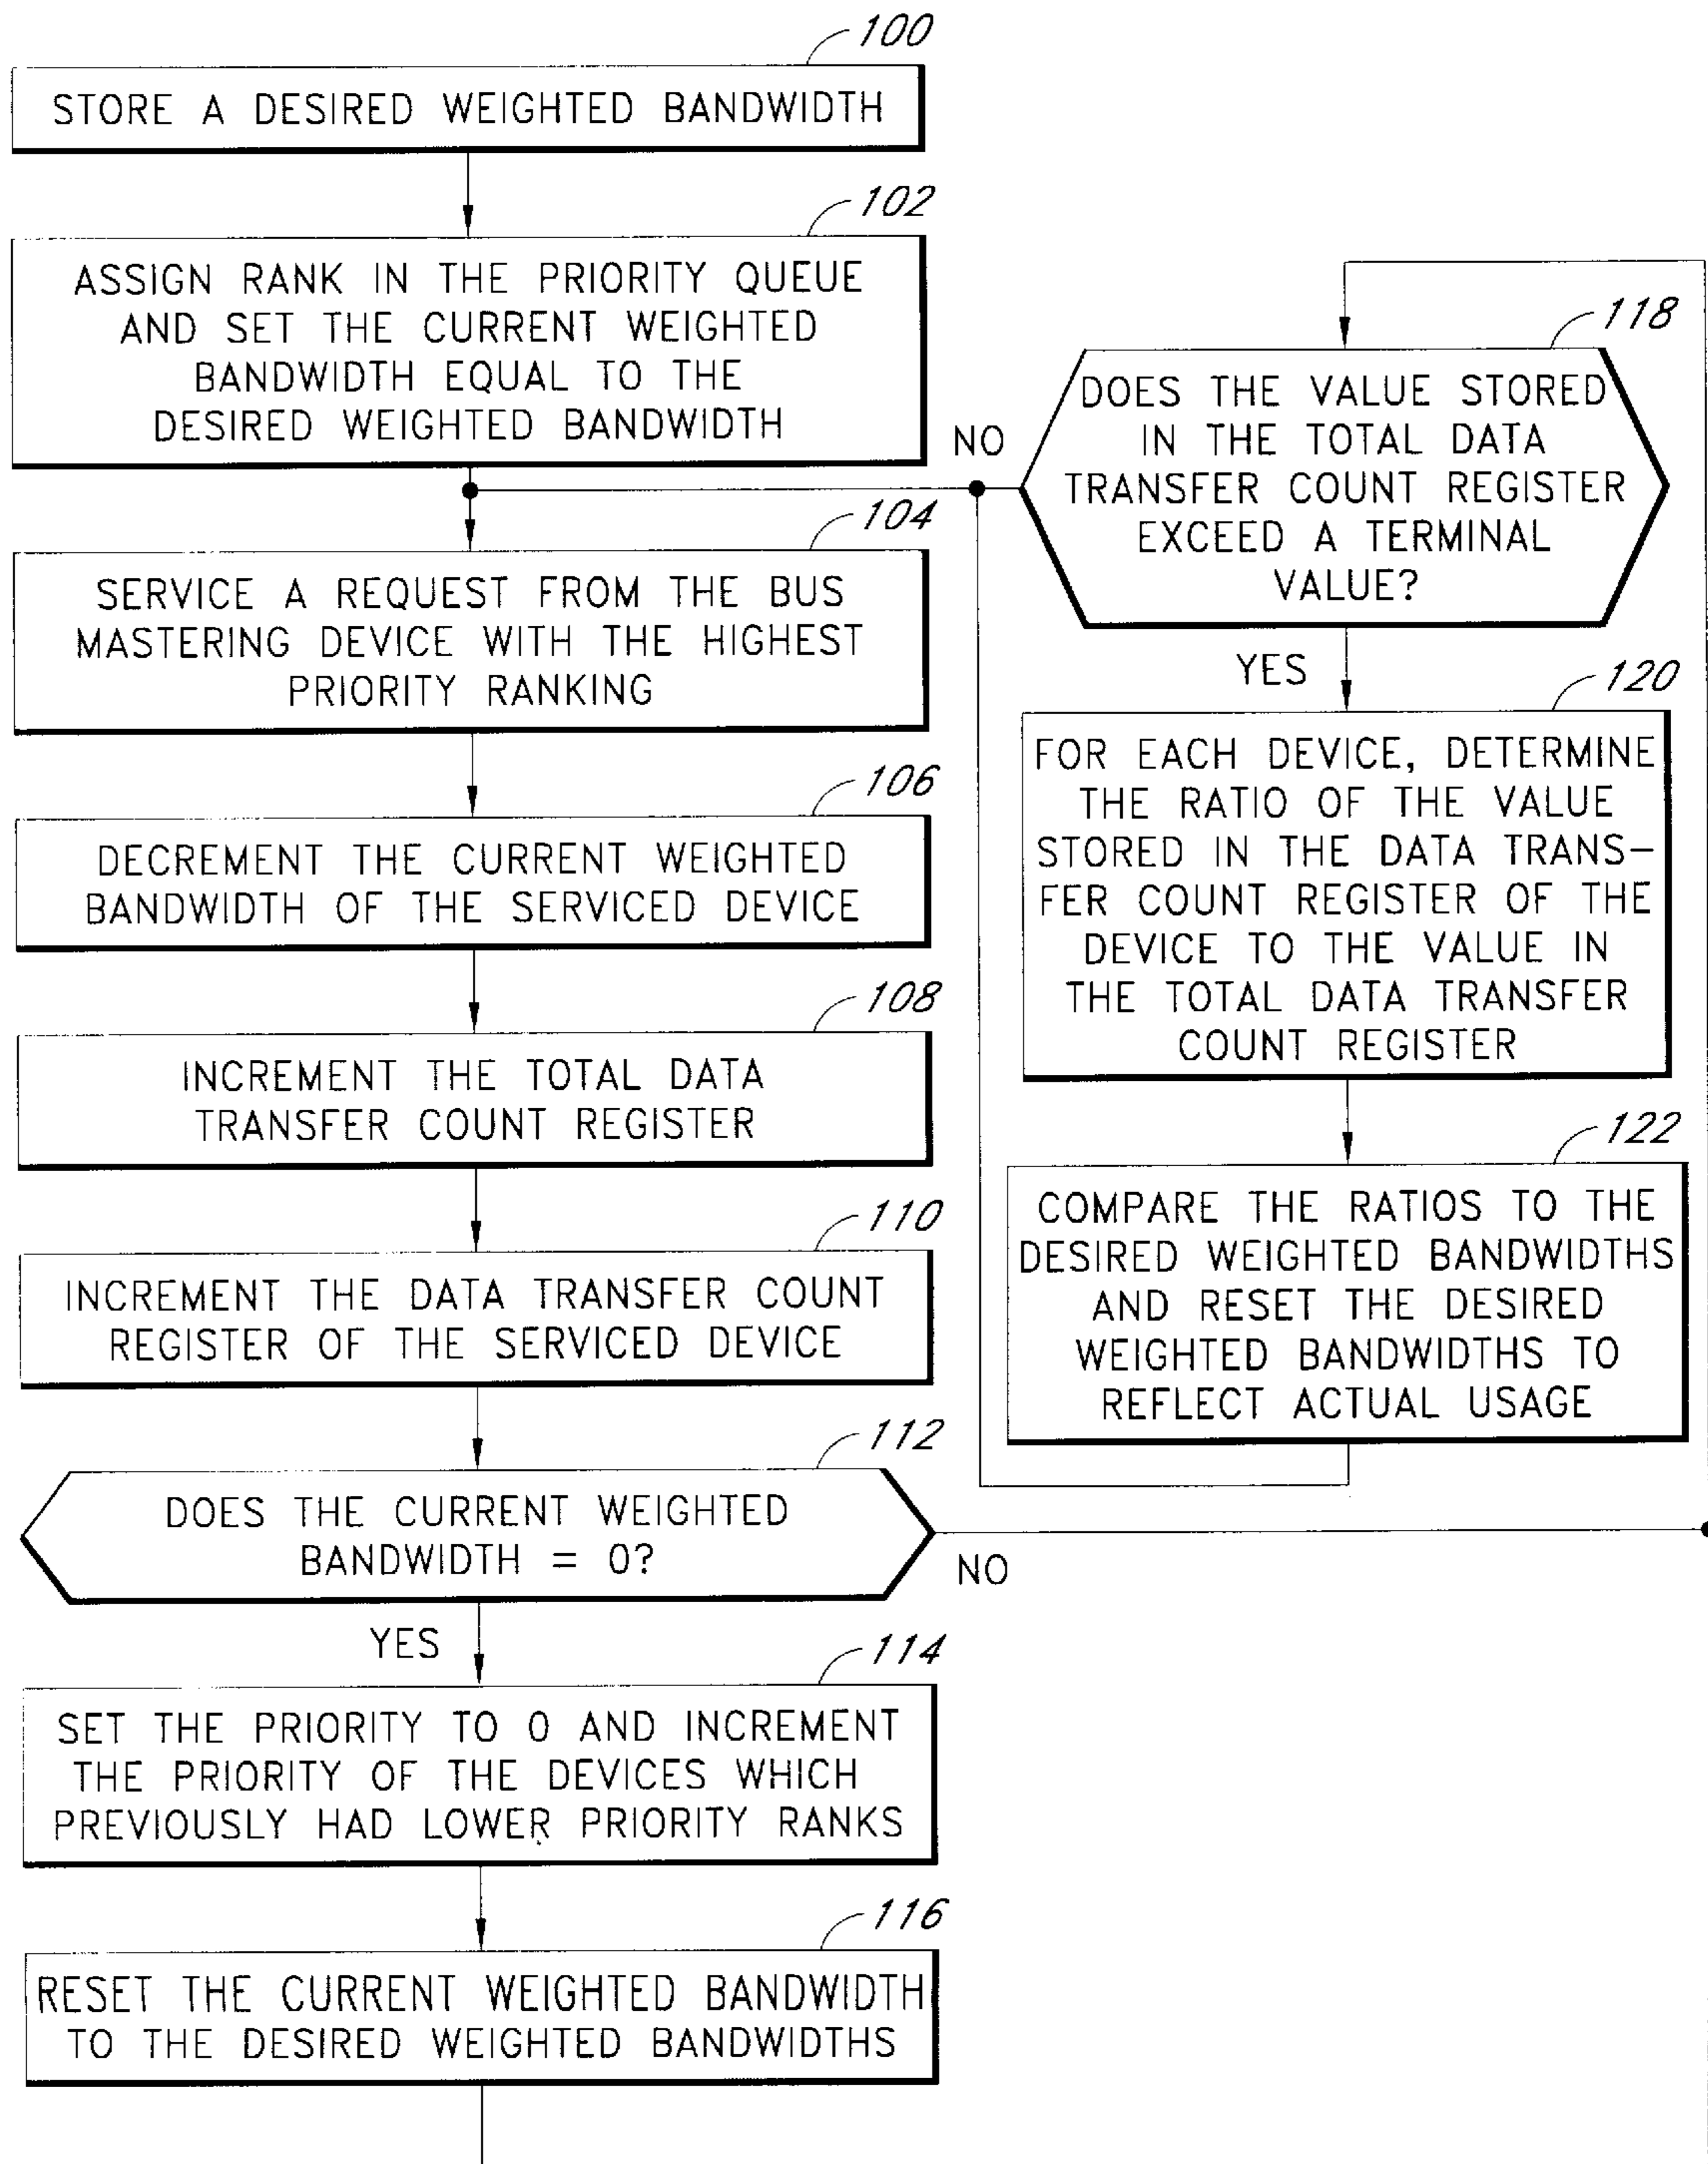 100
STORE A DESIRED WEIGHTED BANDWIDTH
102
ASSIGN RANK IN THE PRIORITY QUEUE
AND SET THE CURRENT WEIGHTED
BANDWIDTH EQUAL TO THE
DESIRED WEIGHTED BANDWIDTH
104
SERVICE A REQUEST FROM THE BUS
MASTERING DEVICE WITH THE HIGHEST
PRIORITY RANKING
106
DECREMENT THE CURRENT WEIGHTED
BANDWIDTH OF THE SERVICED DEVICE
108
INCREMENT THE TOTAL DATA
TRANSFER COUNT REGISTER
110
INCREMENT THE DATA TRANSFER COUNT
REGISTER OF THE SERVICED DEVICE
112
DOES THE CURRENT WEIGHTED
BANDWIDTH = 0?
NO
YES
114
SET THE PRIORITY TO 0 AND INCREMENT
THE PRIORITY OF THE DEVICES WHICH
PREVIOUSLY HAD LOWER PRIORITY RANKS
116
RESET THE CURRENT WEIGHTED BANDWIDTH
TO THE DESIRED WEIGHTED BANDWIDTHS
118
DOES THE VALUE STORED
IN THE TOTAL DATA
TRANSFER COUNT REGISTER
EXCEED A TERMINAL
VALUE?
NO
YES
120
FOR EACH DEVICE, DETERMINE
THE RATIO OF THE VALUE
STORED IN THE DATA TRANS-
FER COUNT REGISTER OF THE
DEVICE TO THE VALUE IN
THE TOTAL DATA TRANSFER
COUNT REGISTER
122
COMPARE THE RATIOS TO THE
DESIRED WEIGHTED BANDWIDTHS
AND RESET THE DESIRED
WEIGHTED BANDWIDTHS TO
REFLECT ACTUAL USAGE